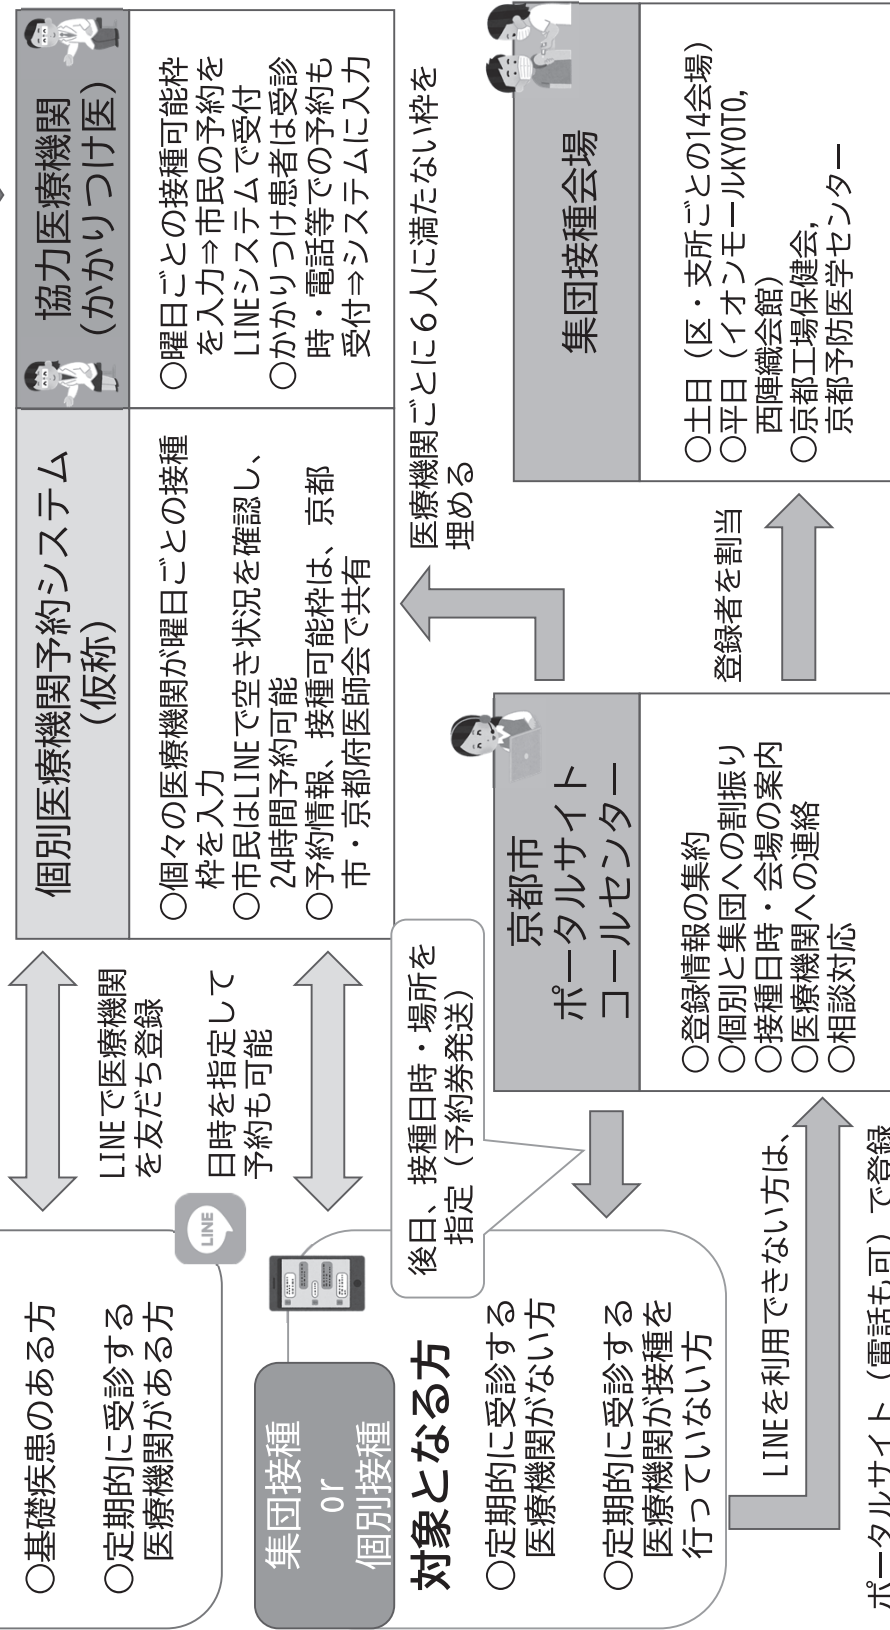 ○基礎疾患のある方
○定期的に受診する
医療機関がある方
LINE
LINEで医療機関
を友だち登録
日時を指定して
予約も可能
個別医療機関予約システム
(仮称)
○個々の医療機関が曜日ごとの接種
枠を入力
○市民はLINEで空き状況を確認し、
24時間予約可能
○予約情報、接種可能枠は、京都
市・京都府医師会で共有
協力医療機関
(かかりつけ医)
○曜日ごとの接種可能枠
を入力⇒市民の予約を
LINEシステムで受付
○かかりつけ患者は受診
時・電話等での予約も
受付⇒システムに入力
集団接種
or
個別接種
対象となる方
○定期的に受診する
医療機関がない方
○定期的に受診する
医療機関が接種を
行っていない方
後日、接種日時・場所を
指定(予約券発送)
医療機関ごとに6人に満たない枠を
埋める
京都市
ポータルサイト
コールセンター
○登録情報の集約
○個別と集団への割振り
○接種日時・会場の案内
○医療機関への連絡
○相談対応
登録者を割当
集団接種会場
○土日(区・支所ごとの14会場)
○平日(イオンモールKYOTO,
西陣織会館)
○京都工場保健会,
京都予防医学センター
LINEを利用できない方は、
ポータルサイト(電話も可)で登録